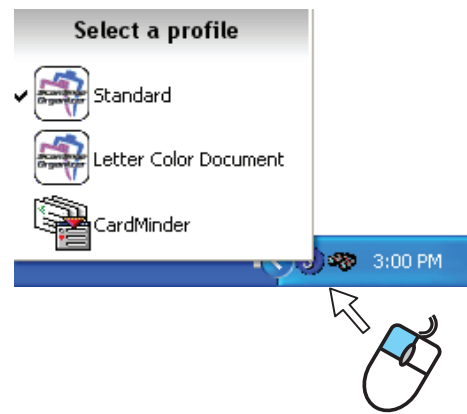 Select a profile
Standard
Letter Color Document
CardMinder
3:00 PM